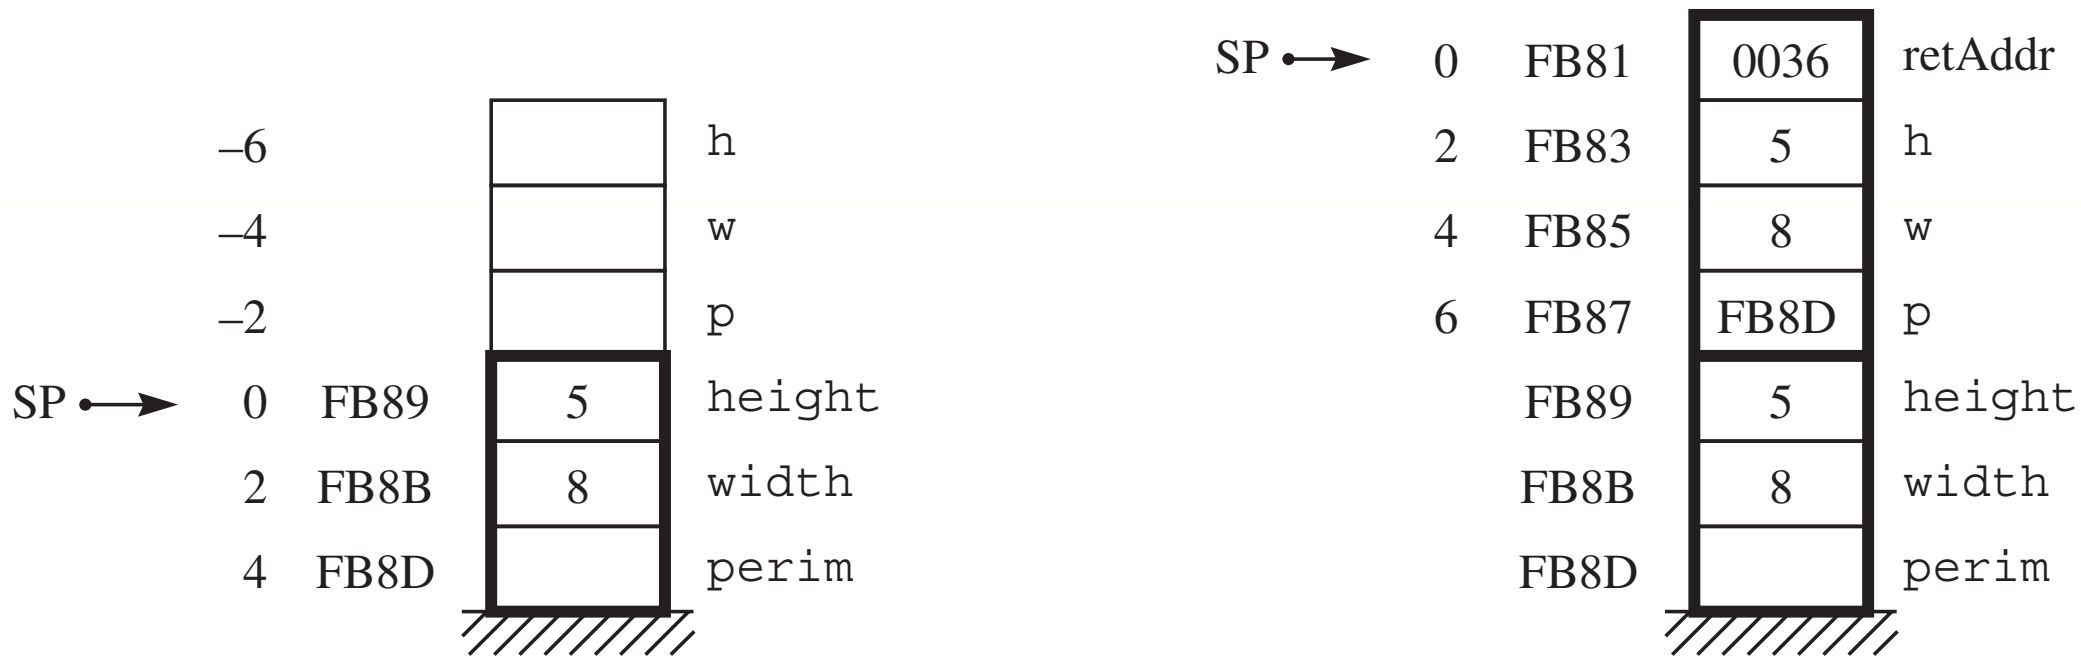 –6 h
–4 w
–2 p
SP 0 FB89 5 height
2 FB8B 8 width
4 FB8D perim
SP 0 FB81 0036 retAddr
2 FB83 5 h
4 FB85 8 w
6 FB87 FB8D p
FB89 5 height
FB8B 8 width
FB8D perim